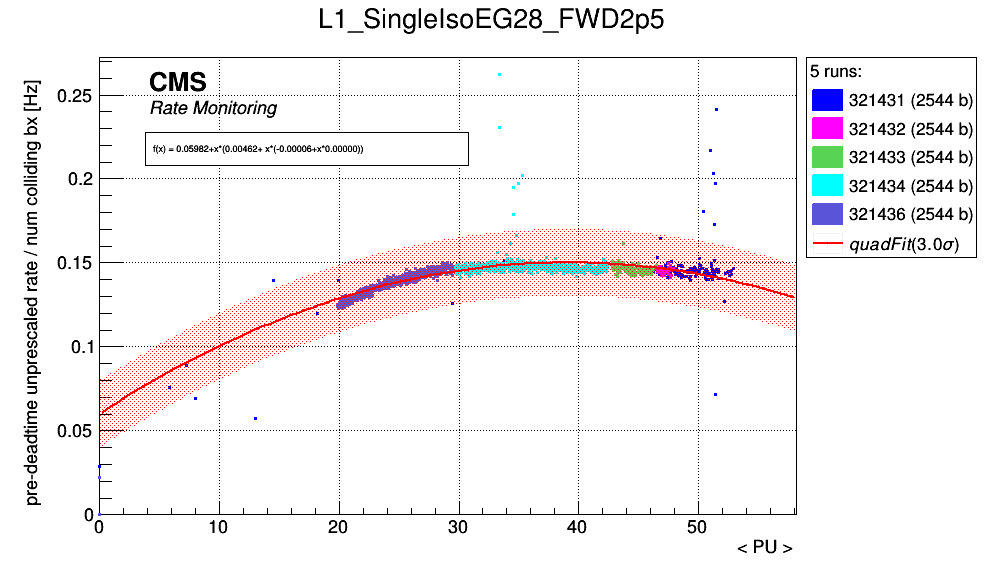 L1_SingleIsoEG28_FWD2p5
CMS
Rate Monitoring
f(x) = 0.05982+x*(0.00462+ x*(-0.00006+x*0.00000))
pre-deadtime unprescaled rate / num colliding bx [Hz]
0.25
0.2
0.15
0.1
0.05
0
0 10 20 30 40 50
< PU >
5 runs:
321431 (2544 b)
321432 (2544 b)
321433 (2544 b)
321434 (2544 b)
321436 (2544 b)
quadFit(3.0σ)